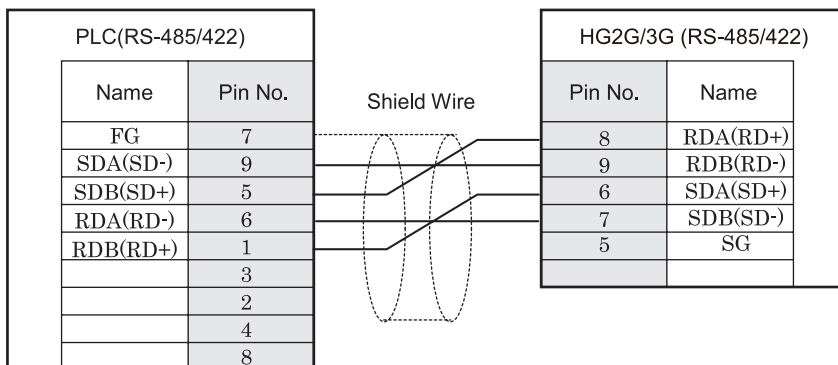 PLC(RS-485/422)
Name Pin No.
FG 7
SDA(SD-) 9
SDB(SD+) 5
RDA(RD-) 6
RDB(RD+) 1
3
2
4
8
Shield Wire
HG2G/3G (RS-485/422)
Pin No. Name
8 RDA(RD+)
9 RDB(RD-)
6 SDA(SD+)
7 SDB(SD-)
5 SG